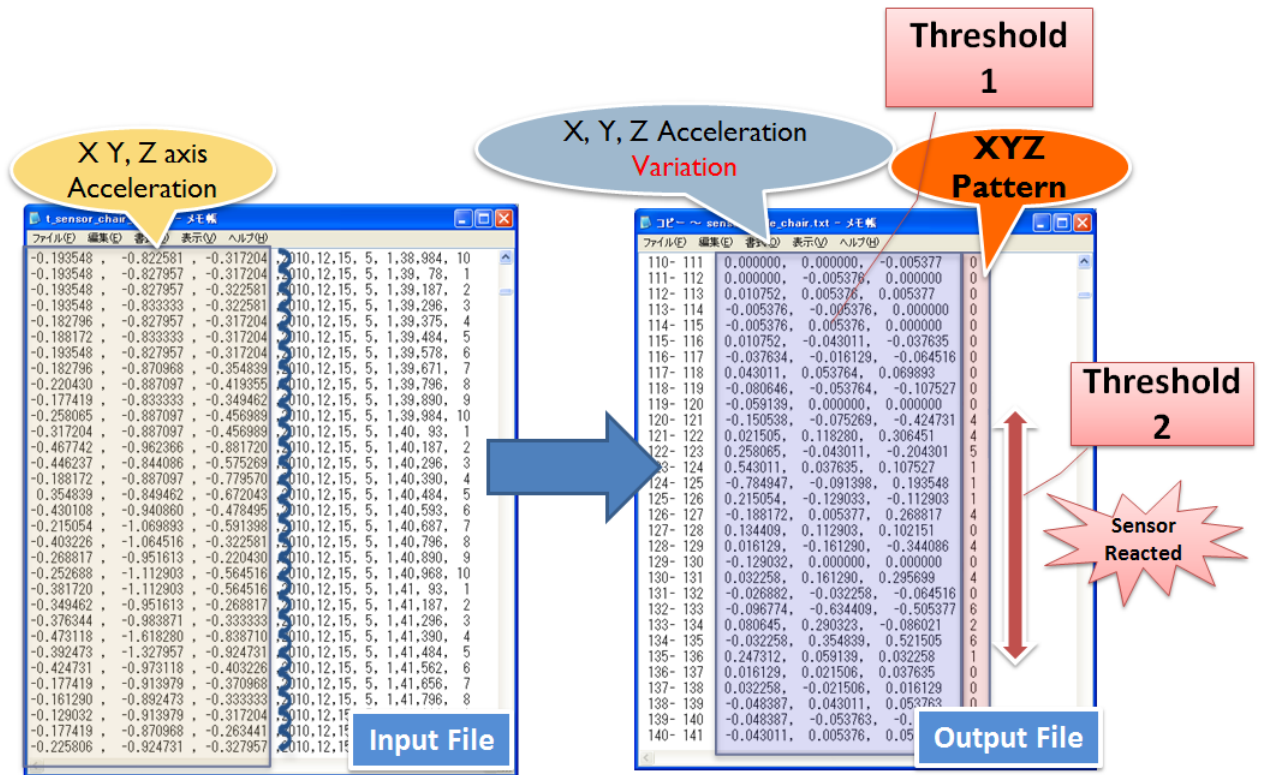 Threshold
1
X Y, Z axis
Acceleration
X, Y, Z Acceleration
Variation
XYZ
Pattern
t_sensor_chair - メモ帳
ファイル(F) 編集(E) 表示(V) ヘルプ(H)
-0.193548 , -0.822581 , -0.317204 ,2010,12,15, 5, 1,38,984, 10
-0.193548 , -0.827957 , -0.322581 ,2010,12,15, 5, 1,39, 78, 1
-0.193548 , -0.827957 , -0.322581 ,2010,12,15, 5, 1,39,187, 2
-0.193548 , -0.833333 , -0.322581 ,2010,12,15, 5, 1,39,296, 3
-0.182796 , -0.827957 , -0.317204 ,2010,12,15, 5, 1,39,375, 4
-0.188172 , -0.833333 , -0.317204 ,2010,12,15, 5, 1,39,484, 5
-0.193548 , -0.827957 , -0.317204 ,2010,12,15, 5, 1,39,578, 6
-0.182796 , -0.870968 , -0.354839 ,2010,12,15, 5, 1,39,671, 7
-0.220430 , -0.887097 , -0.419355 ,2010,12,15, 5, 1,39,796, 8
-0.177419 , -0.833333 , -0.349462 ,2010,12,15, 5, 1,39,890, 9
-0.258065 , -0.887097 , -0.456989 ,2010,12,15, 5, 1,39,984, 10
-0.317204 , -0.887097 , -0.456989 ,2010,12,15, 5, 1,40, 93, 1
-0.467742 , -0.962366 , -0.881720 ,2010,12,15, 5, 1,40,187, 2
-0.446237 , -0.844086 , -0.575269 ,2010,12,15, 5, 1,40,296, 3
-0.188172 , -0.887097 , -0.779570 ,2010,12,15, 5, 1,40,390, 4
0.354839 , -0.849462 , -0.672043 ,2010,12,15, 5, 1,40,484, 5
-0.430108 , -0.940860 , -0.478495 ,2010,12,15, 5, 1,40,593, 6
-0.215054 , -1.069893 , -0.591398 ,2010,12,15, 5, 1,40,687, 7
-0.403226 , -1.064516 , -0.322581 ,2010,12,15, 5, 1,40,796, 8
-0.268817 , -0.951613 , -0.220430 ,2010,12,15, 5, 1,40,890, 9
-0.252688 , -1.112903 , -0.564516 ,2010,12,15, 5, 1,40,968, 10
-0.381720 , -1.112903 , -0.564516 ,2010,12,15, 5, 1,41, 93, 1
-0.349462 , -0.951613 , -0.268817 ,2010,12,15, 5, 1,41,187, 2
-0.376344 , -0.983871 , -0.333333 ,2010,12,15, 5, 1,41,296, 3
-0.473118 , -1.618280 , -0.838710 ,2010,12,15, 5, 1,41,390, 4
-0.392473 , -1.327957 , -0.924731 ,2010,12,15, 5, 1,41,484, 5
-0.424731 , -0.973118 , -0.403226 ,2010,12,15, 5, 1,41,562, 6
-0.177419 , -0.913979 , -0.370968 ,2010,12,15, 5, 1,41,656, 7
-0.161290 , -0.892473 , -0.333333 ,2010,12,15, 5, 1,41,796, 8
-0.129032 , -0.913979 , -0.317204 ,2010,12,15
-0.177419 , -0.870968 , -0.263441 ,2010,12,15
-0.225806 , -0.924731 , -0.327957 ,2010,12,15
Input File
コピー ～ sens e_chair.txt - メモ帳
ファイル(F) 編集(E) 書式(O) 表示(V) ヘルプ(H)
110- 111 0.000000, 0.000000, -0.005377 0
111- 112 0.000000, -0.005376, 0.000000 0
112- 113 0.010752, 0.005376, 0.005377 0
113- 114 -0.005376, -0.005376, 0.000000 0
114- 115 -0.005376, 0.005376, 0.000000 0
115- 116 0.010752, -0.043011, -0.037635 0
116- 117 -0.037634, -0.016129, -0.064516 0
117- 118 0.043011, 0.053764, 0.069893 0
118- 119 -0.080646, -0.053764, -0.107527 0
119- 120 -0.059139, 0.000000, 0.000000 0
120- 121 -0.150538, -0.075269, -0.424731 4
121- 122 0.021505, 0.118280, 0.306451 4
122- 123 0.258065, -0.043011, -0.204301 5
3- 124 0.543011, 0.037635, 0.107527 1
124- 125 -0.784947, -0.091398, 0.193548 1
125- 126 0.215054, -0.129033, -0.112903 1
126- 127 -0.188172, 0.005377, 0.268817 4
127- 128 0.134409, 0.112903, 0.102151 0
128- 129 0.016129, -0.161290, -0.344086 4
129- 130 -0.129032, 0.000000, 0.000000 0
130- 131 0.032258, 0.161290, 0.295699 4
131- 132 -0.026882, -0.032258, -0.064516 0
132- 133 -0.096774, -0.634409, -0.505377 6
133- 134 0.080645, 0.290323, -0.086021 2
134- 135 -0.032258, 0.354839, 0.521505 6
135- 136 0.247312, 0.059139, 0.032258 1
136- 137 0.016129, 0.021506, 0.037635 0
137- 138 0.032258, -0.021506, 0.016129 0
138- 139 -0.048387, 0.043011, 0.053763 0
139- 140 -0.048387, -0.053763, -0.
140- 141 -0.043011, 0.005376, 0.05
Output File
Threshold
2
Sensor
Reacted